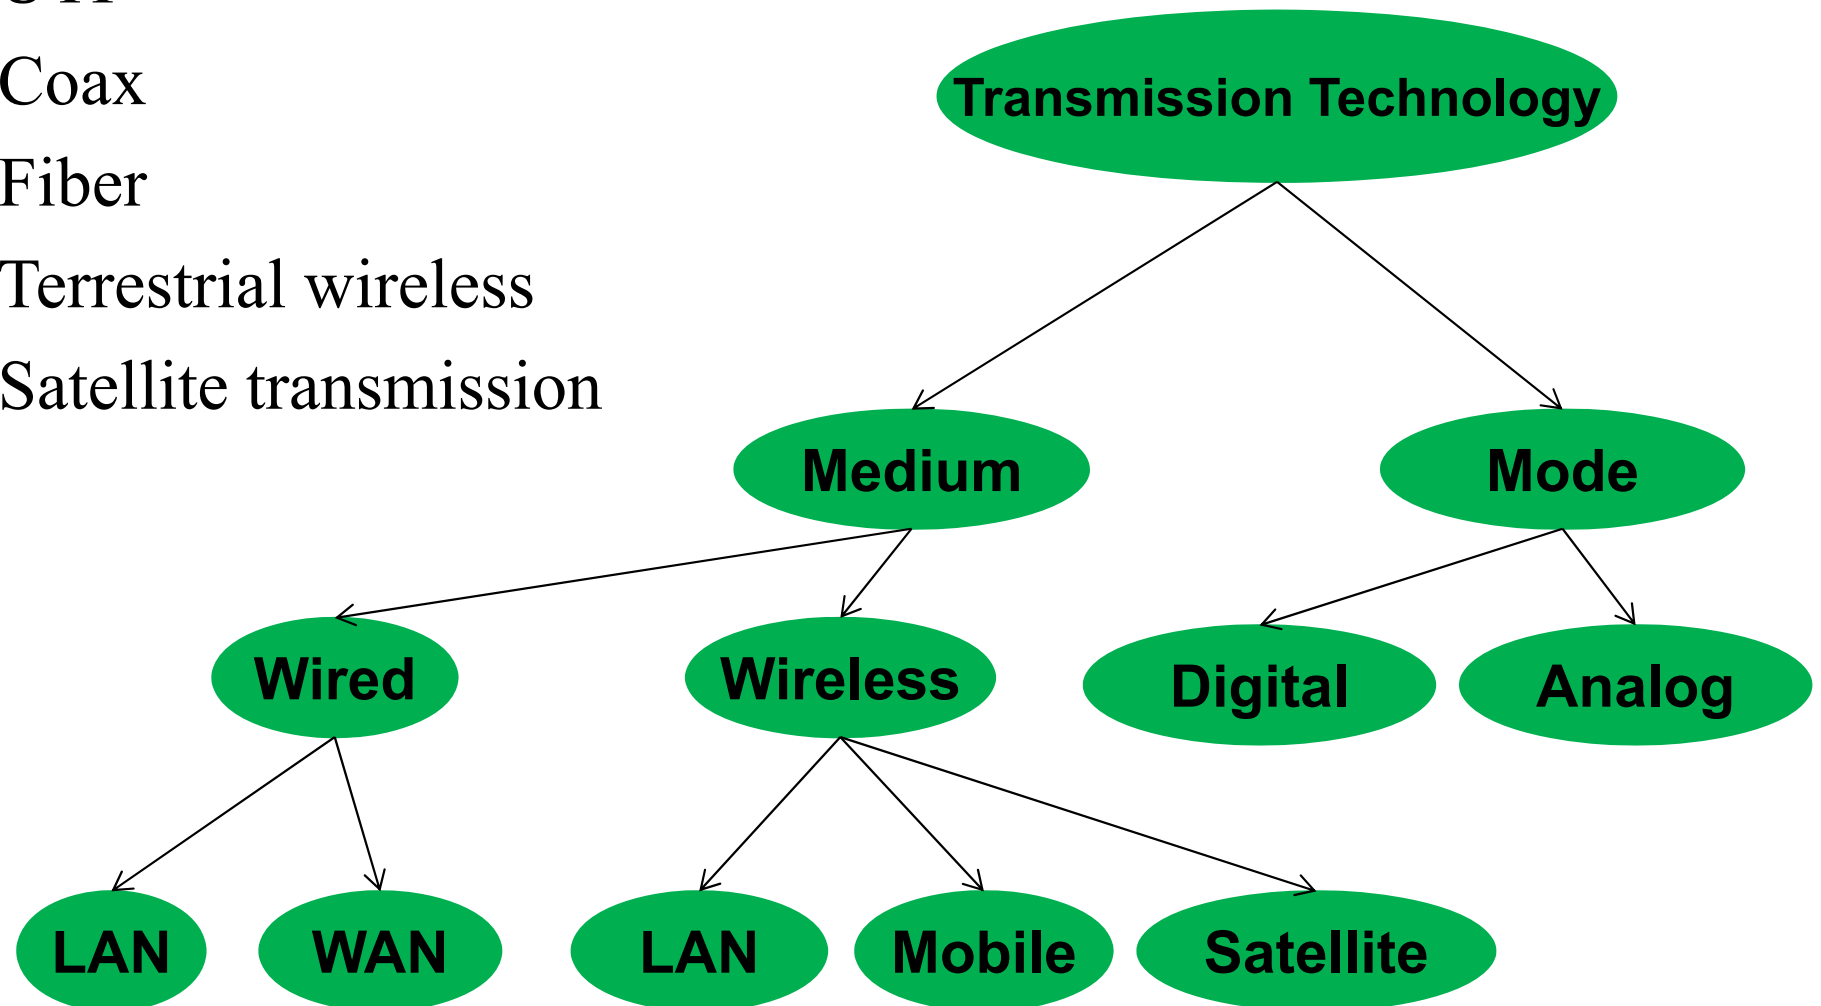 Coax
Fiber
Terrestrial wireless
Satellite transmission
Transmission Technology
Medium
Mode
Wired
Wireless
Digital
Analog
LAN
WAN
LAN
Mobile
Satellite